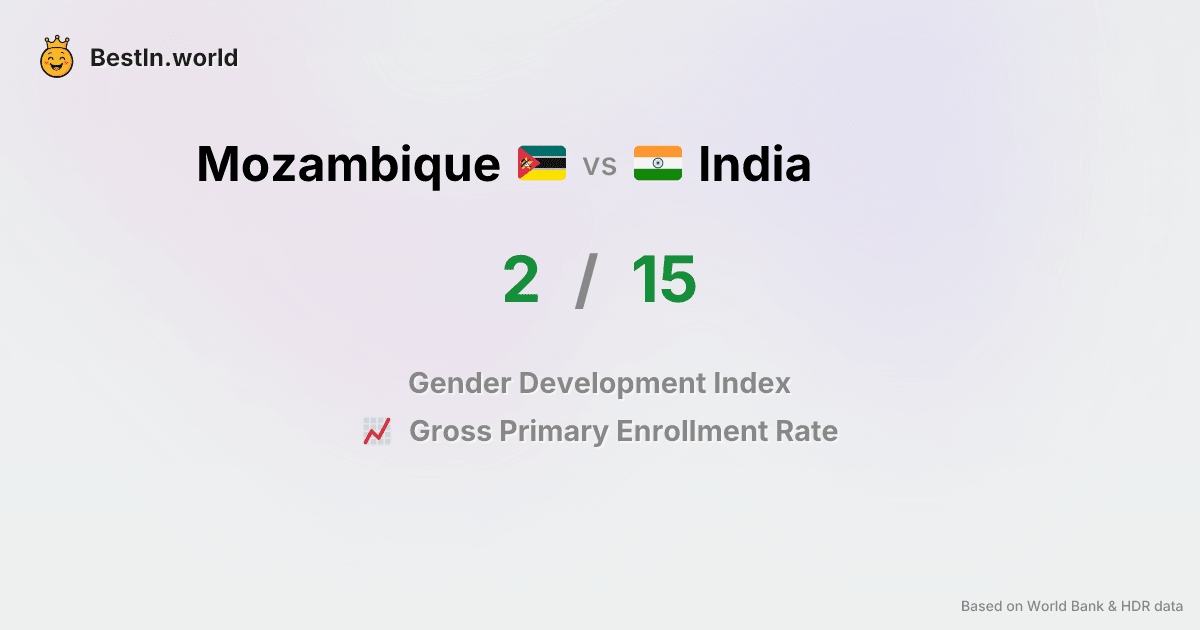 BestIn.world
Mozambique vs India
2 / 15
Gender Development Index
Gross Primary Enrollment Rate
Based on World Bank & HDR data